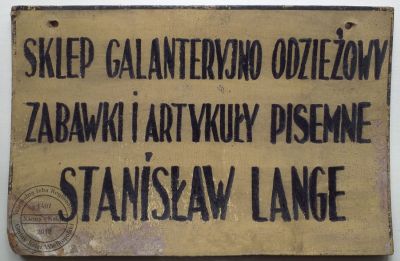 SKLEP GALANTERYJNO ODZIEŻOWY
ZABAWKI i ARTYKUŁY PISEMNE
STANISŁAW LANGE